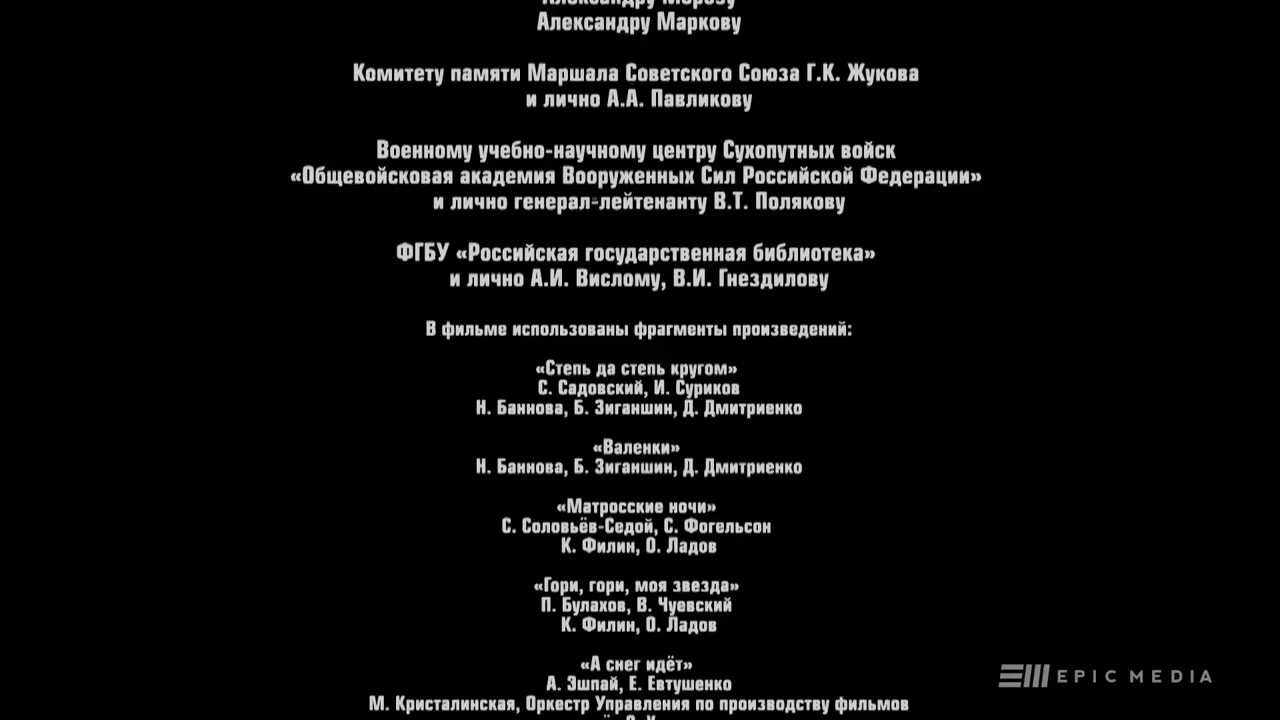 Александру Морозу
Александру Маркову
Комитету памяти Маршала Советского Союза Г.К. Жукова
и лично А.А. Павликову
Военному учебно-научному центру Сухопутных войск
«Общевойсковая академия Вооруженных Сил Российской Федерации»
и лично генерал-лейтенанту В.Т. Полякову
ФГБУ «Российская государственная библиотека»
и лично А.И. Вислому, В.И. Гнездилову
В фильме использованы фрагменты произведений:
«Степь да степь кругом»
С. Садовский, И. Суриков
Н. Баннова, Б. Зиганшин, Д. Дмитриенко
«Валенки»
Н. Баннова, Б. Зиганшин, Д. Дмитриенко
«Матросские ночи»
С. Соловьёв-Седой, С. Фогельсон
К. Филин, О. Ладов
«Гори, гори, моя звезда»
П. Булахов, В. Чуевский
К. Филин, О. Ладов
«А снег идёт»
А. Эшпай, Е. Евтушенко
М. Кристалинская, Оркестр Управления по производству фильмов
EPIC MEDIA